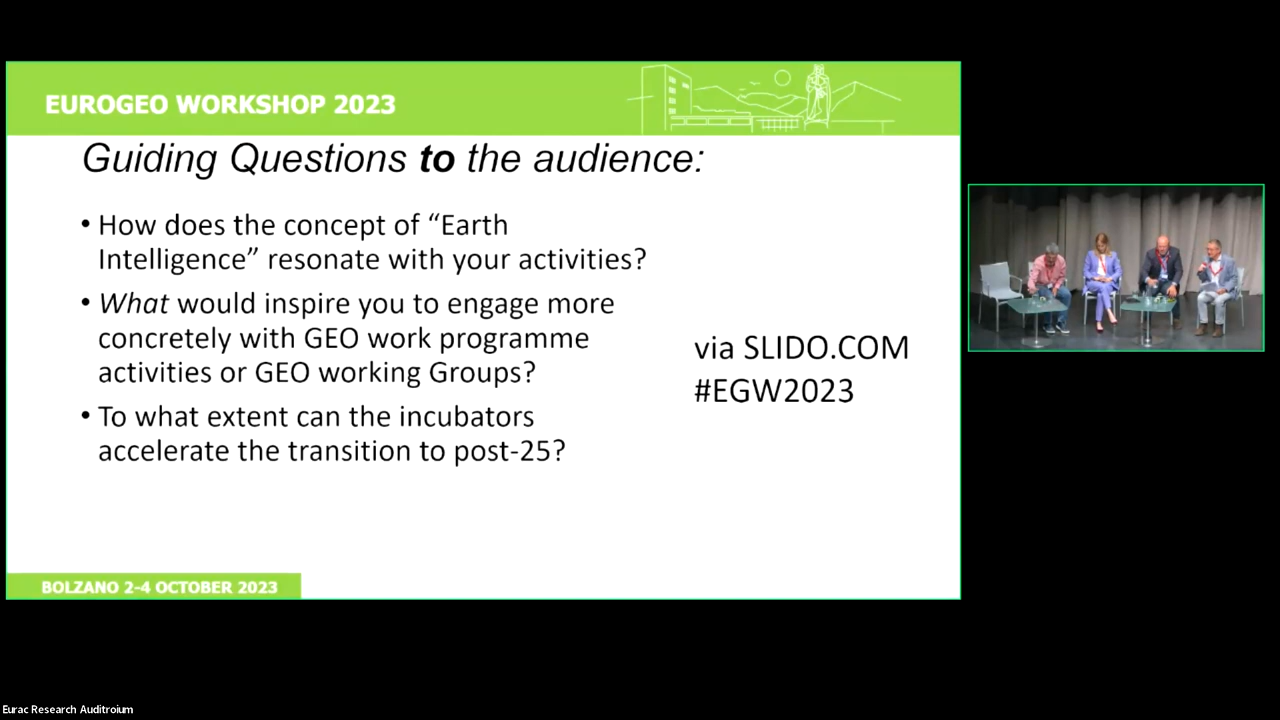 EUROGEO WORKSHOP 2023
Guiding Questions to the audience:
• How does the concept of “Earth
Intelligence” resonate with your activities?
• What would inspire you to engage more
concretely with GEO work programme
activities or GEO working Groups?
• To what extent can the incubators
accelerate the transition to post-25?
via SLIDO.COM
#EGW2023
BOLZANO 2-4 OCTOBER 2023
Eurac Research Auditroium